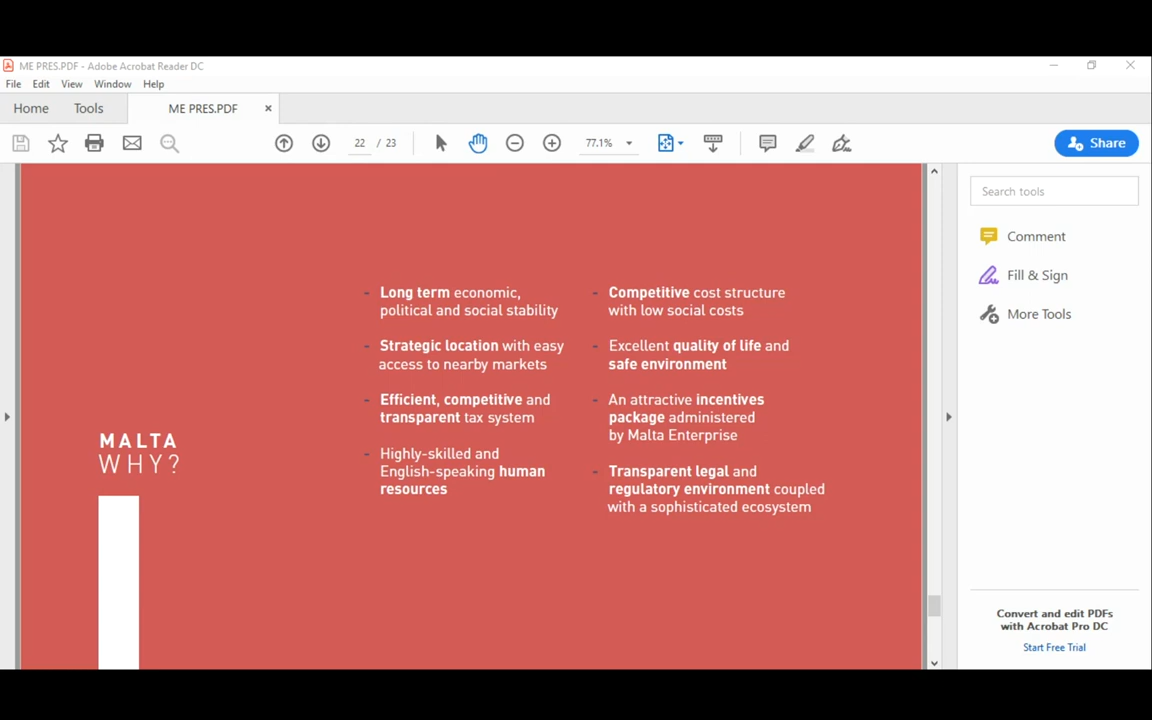 ME PRES.PDF - Adobe Acrobat Reader DC
File Edit View Window Help
Home Tools ME PRES.PDF ×
22 / 23 77.1% Share
Search tools
Comment
Fill & Sign
More Tools
MALTA
WHY?
- Long term economic,
political and social stability
- Strategic location with easy
access to nearby markets
- Efficient, competitive and
transparent tax system
- Highly-skilled and
English-speaking human
resources
- Competitive cost structure
with low social costs
- Excellent quality of life and
safe environment
- An attractive incentives
package administered
by Malta Enterprise
- Transparent legal and
regulatory environment coupled
with a sophisticated ecosystem
Convert and edit PDFs
with Acrobat Pro DC
Start Free Trial